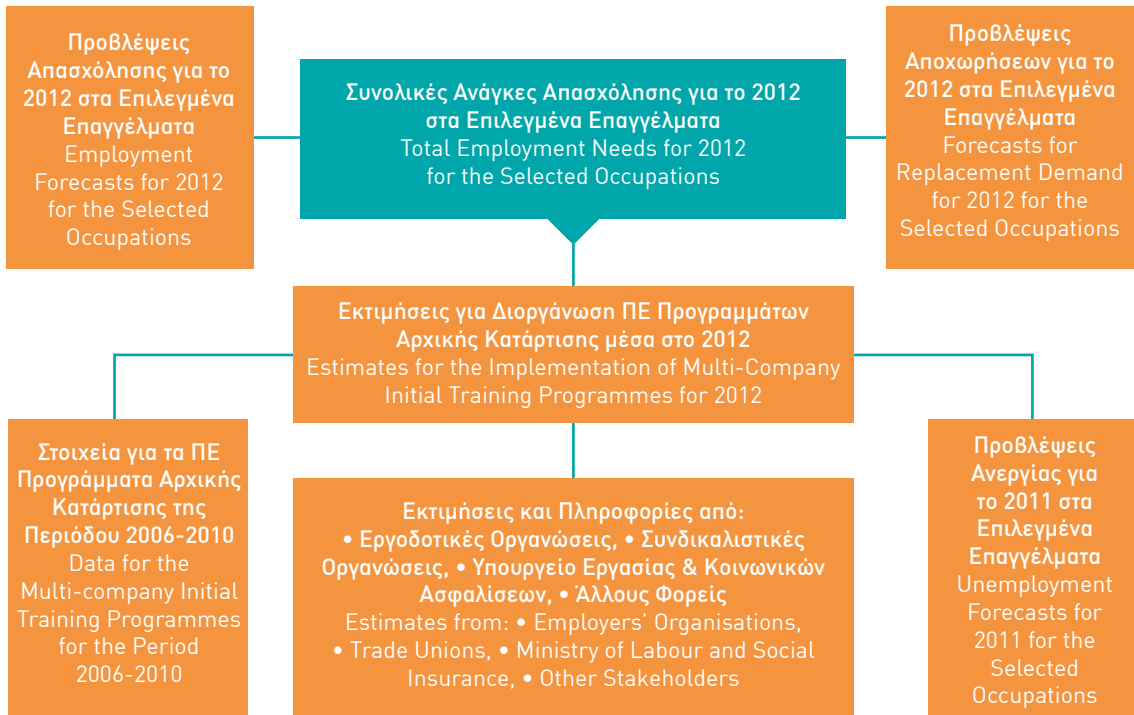 Προβλέψεις
Απασχόλησης για το
2012 στα Επιλεγμένα
Επαγγέλματα
Employment
Forecasts for 2012
for the Selected
Occupations
Συνολικές Ανάγκες Απασχόλησης για το 2012
στα Επιλεγμένα Επαγγέλματα
Total Employment Needs for 2012
for the Selected Occupations
Προβλέψεις
Αποχωρήσεων για το
2012 στα Επιλεγμένα
Επαγγέλματα
Forecasts for
Replacement Demand
for 2012 for the
Selected Occupations
Εκτιμήσεις για Διοργάνωση ΠΕ Προγραμμάτων
Αρχικής Κατάρτισης μέσα στο 2012
Estimates for the Implementation of Multi-Company
Initial Training Programmes for 2012
Στοιχεία για τα ΠΕ
Προγράμματα Αρχικής
Κατάρτισης της
Περιόδου 2006-2010
Data for the
Multi-company Initial
Training Programmes
for the Period
2006-2010
Εκτιμήσεις και Πληροφορίες από:
• Εργοδοτικές Οργανώσεις, • Συνδικαλιστικές
Οργανώσεις, • Υπουργείο Εργασίας & Κοινωνικών
Ασφαλίσεων, • Άλλους Φορείς
Estimates from: • Employers’ Organisations,
• Trade Unions, • Ministry of Labour and Social
Insurance, • Other Stakeholders
Προβλέψεις
Ανεργίας για
το 2011 στα
Επιλεγμένα
Επαγγέλματα
Unemployment
Forecasts for
2011 for the
Selected
Occupations